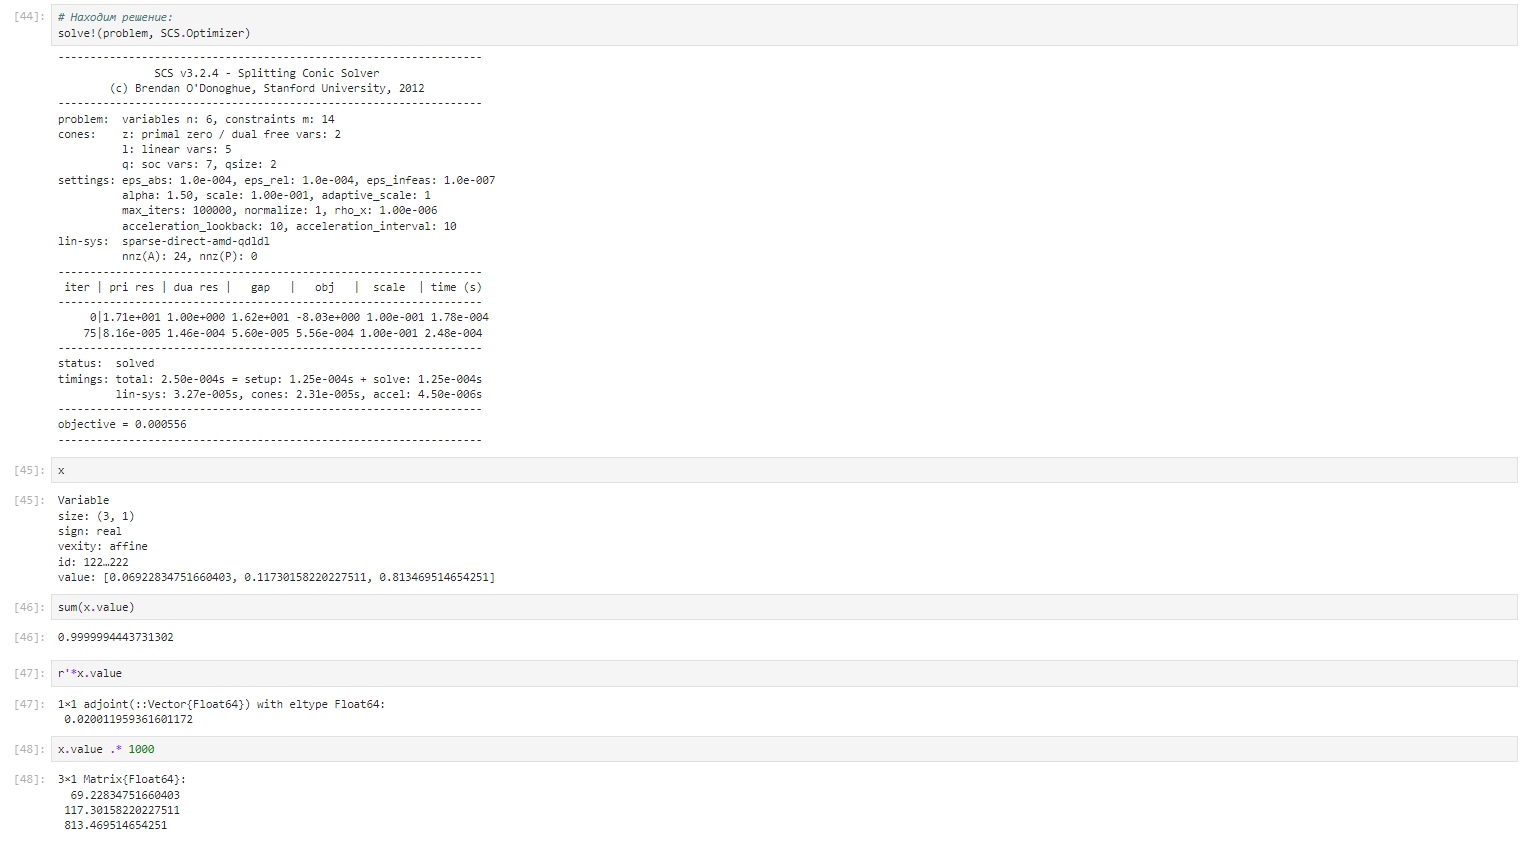 [44]: # Находим решение:
solve!(problem, SCS.Optimizer)
------------------------------------------------------------------
SCS v3.2.4 - Splitting Conic Solver
(c) Brendan O'Donoghue, Stanford University, 2012
------------------------------------------------------------------
problem:  variables n: 6, constraints m: 14
cones:    z: primal zero / dual free vars: 2
l: linear vars: 5
q: soc vars: 7, qsize: 2
settings: eps_abs: 1.0e-004, eps_rel: 1.0e-004, eps_infeas: 1.0e-007
alpha: 1.50, scale: 1.00e-001, adaptive_scale: 1
max_iters: 100000, normalize: 1, rho_x: 1.00e-006
acceleration_lookback: 10, acceleration_interval: 10
lin-sys:  sparse-direct-amd-qdldl
nnz(A): 24, nnz(P): 0
------------------------------------------------------------------
iter | pri res | dua res |   gap   |   obj   |  scale  | time (s)
------------------------------------------------------------------
0|1.71e+001 1.00e+000 1.62e+001 -8.03e+000 1.00e-001 1.78e-004
75|8.16e-005 1.46e-004 5.60e-005 5.56e-004 1.00e-001 2.48e-004
------------------------------------------------------------------
status:  solved
timings: total: 2.50e-004s = setup: 1.25e-004s + solve: 1.25e-004s
lin-sys: 3.27e-005s, cones: 2.31e-005s, accel: 4.50e-006s
------------------------------------------------------------------
objective = 0.000556
------------------------------------------------------------------
[45]: x
[45]: Variable
size: (3, 1)
sign: real
vexity: affine
id: 122…222
value: [0.06922834751660403, 0.11730158220227511, 0.813469514654251]
[46]: sum(x.value)
[46]: 0.9999994443731302
[47]: r'*x.value
[47]: 1×1 adjoint(::Vector{Float64}) with eltype Float64:
0.020011959361601172
[48]: x.value .* 1000
[48]: 3×1 Matrix{Float64}:
69.22834751660403
117.30158220227511
813.469514654251